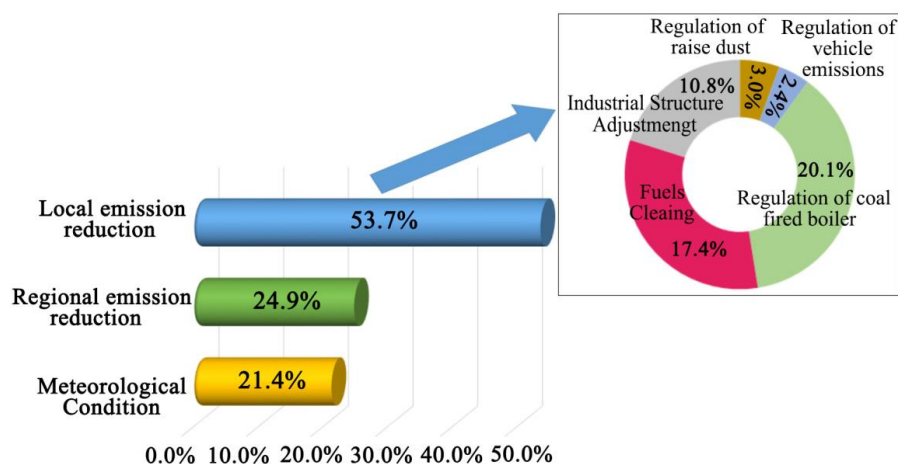 Regulation of
raise dust
Regulation of
vehicle
emissions
3.0%
2.4%
10.8%
Industrial Structure
Adjustmengt
20.1%
Regulation of coal
fired boiler
Fuels
Cleaing
17.4%
Local emission
reduction
53.7%
Regional emission
reduction
24.9%
Meteorological
Condition
21.4%
0.0% 10.0% 20.0% 30.0% 40.0% 50.0%